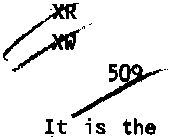 XR
XW
509
It is the